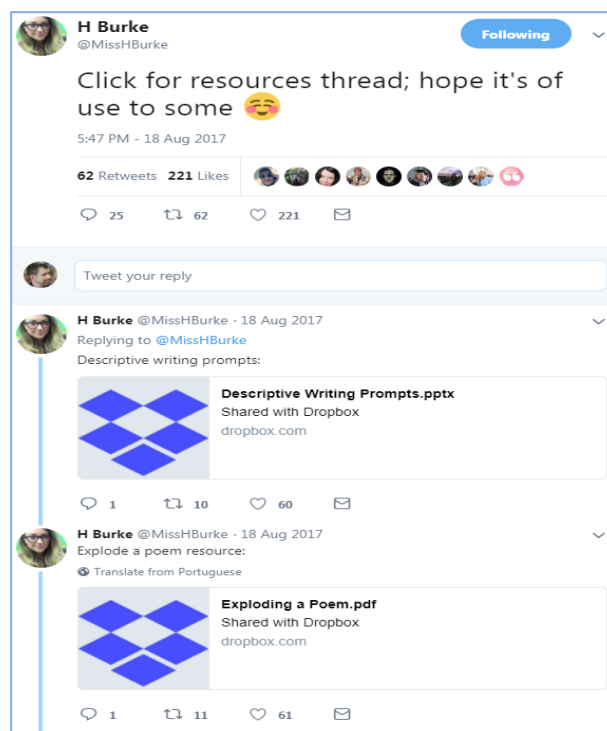 H Burke
@MissHBurke
Following
Click for resources thread; hope it's of
use to some ☺️
5:47 PM - 18 Aug 2017
62 Retweets 221 Likes
25 62 221
Tweet your reply
H Burke @MissHBurke · 18 Aug 2017
Replying to @MissHBurke
Descriptive writing prompts:
Descriptive Writing Prompts.pptx
Shared with Dropbox
dropbox.com
1 10 60
H Burke @MissHBurke · 18 Aug 2017
Explode a poem resource:
Translate from Portuguese
Exploding a Poem.pdf
Shared with Dropbox
dropbox.com
1 11 61